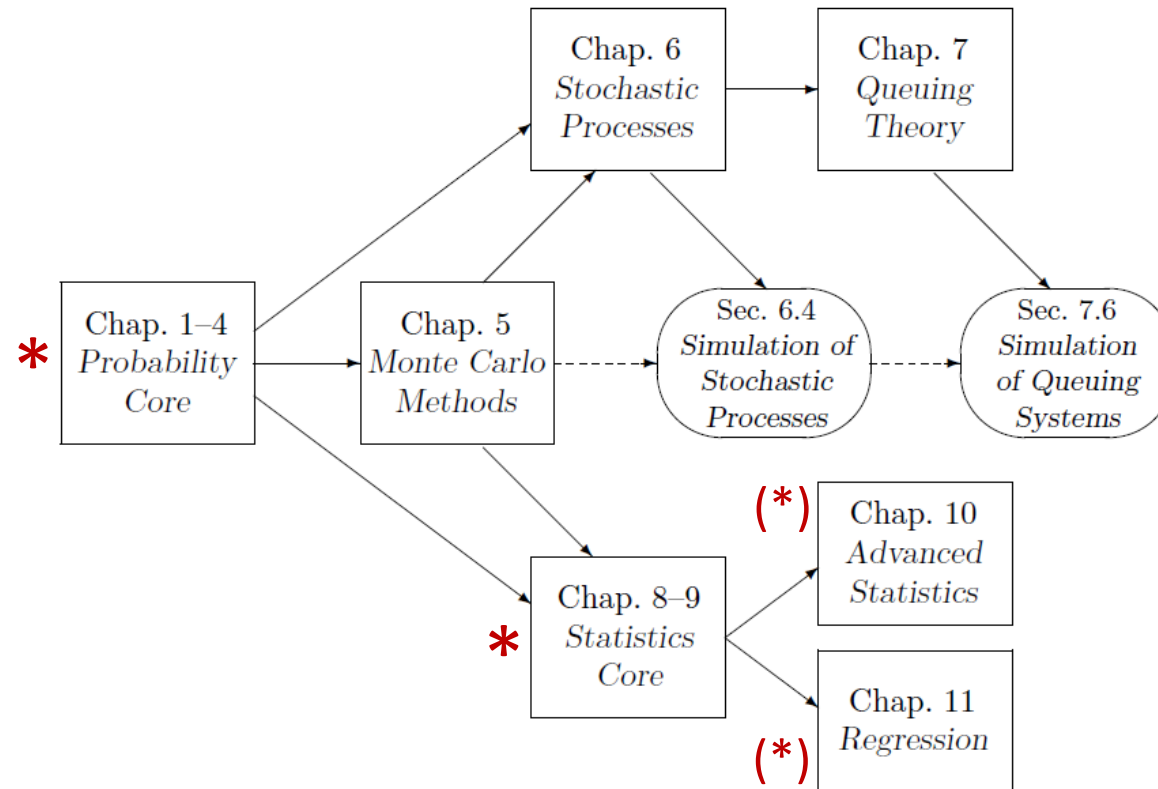 Chap. 6
Stochastic
Processes
Chap. 7
Queuing
Theory
*
Chap. 1–4
Probability
Core
Chap. 5
Monte Carlo
Methods
Sec. 6.4
Simulation of
Stochastic
Processes
Sec. 7.6
Simulation
of Queuing
Systems
*
Chap. 8–9
Statistics
Core
(*)
Chap. 10
Advanced
Statistics
(*)
Chap. 11
Regression